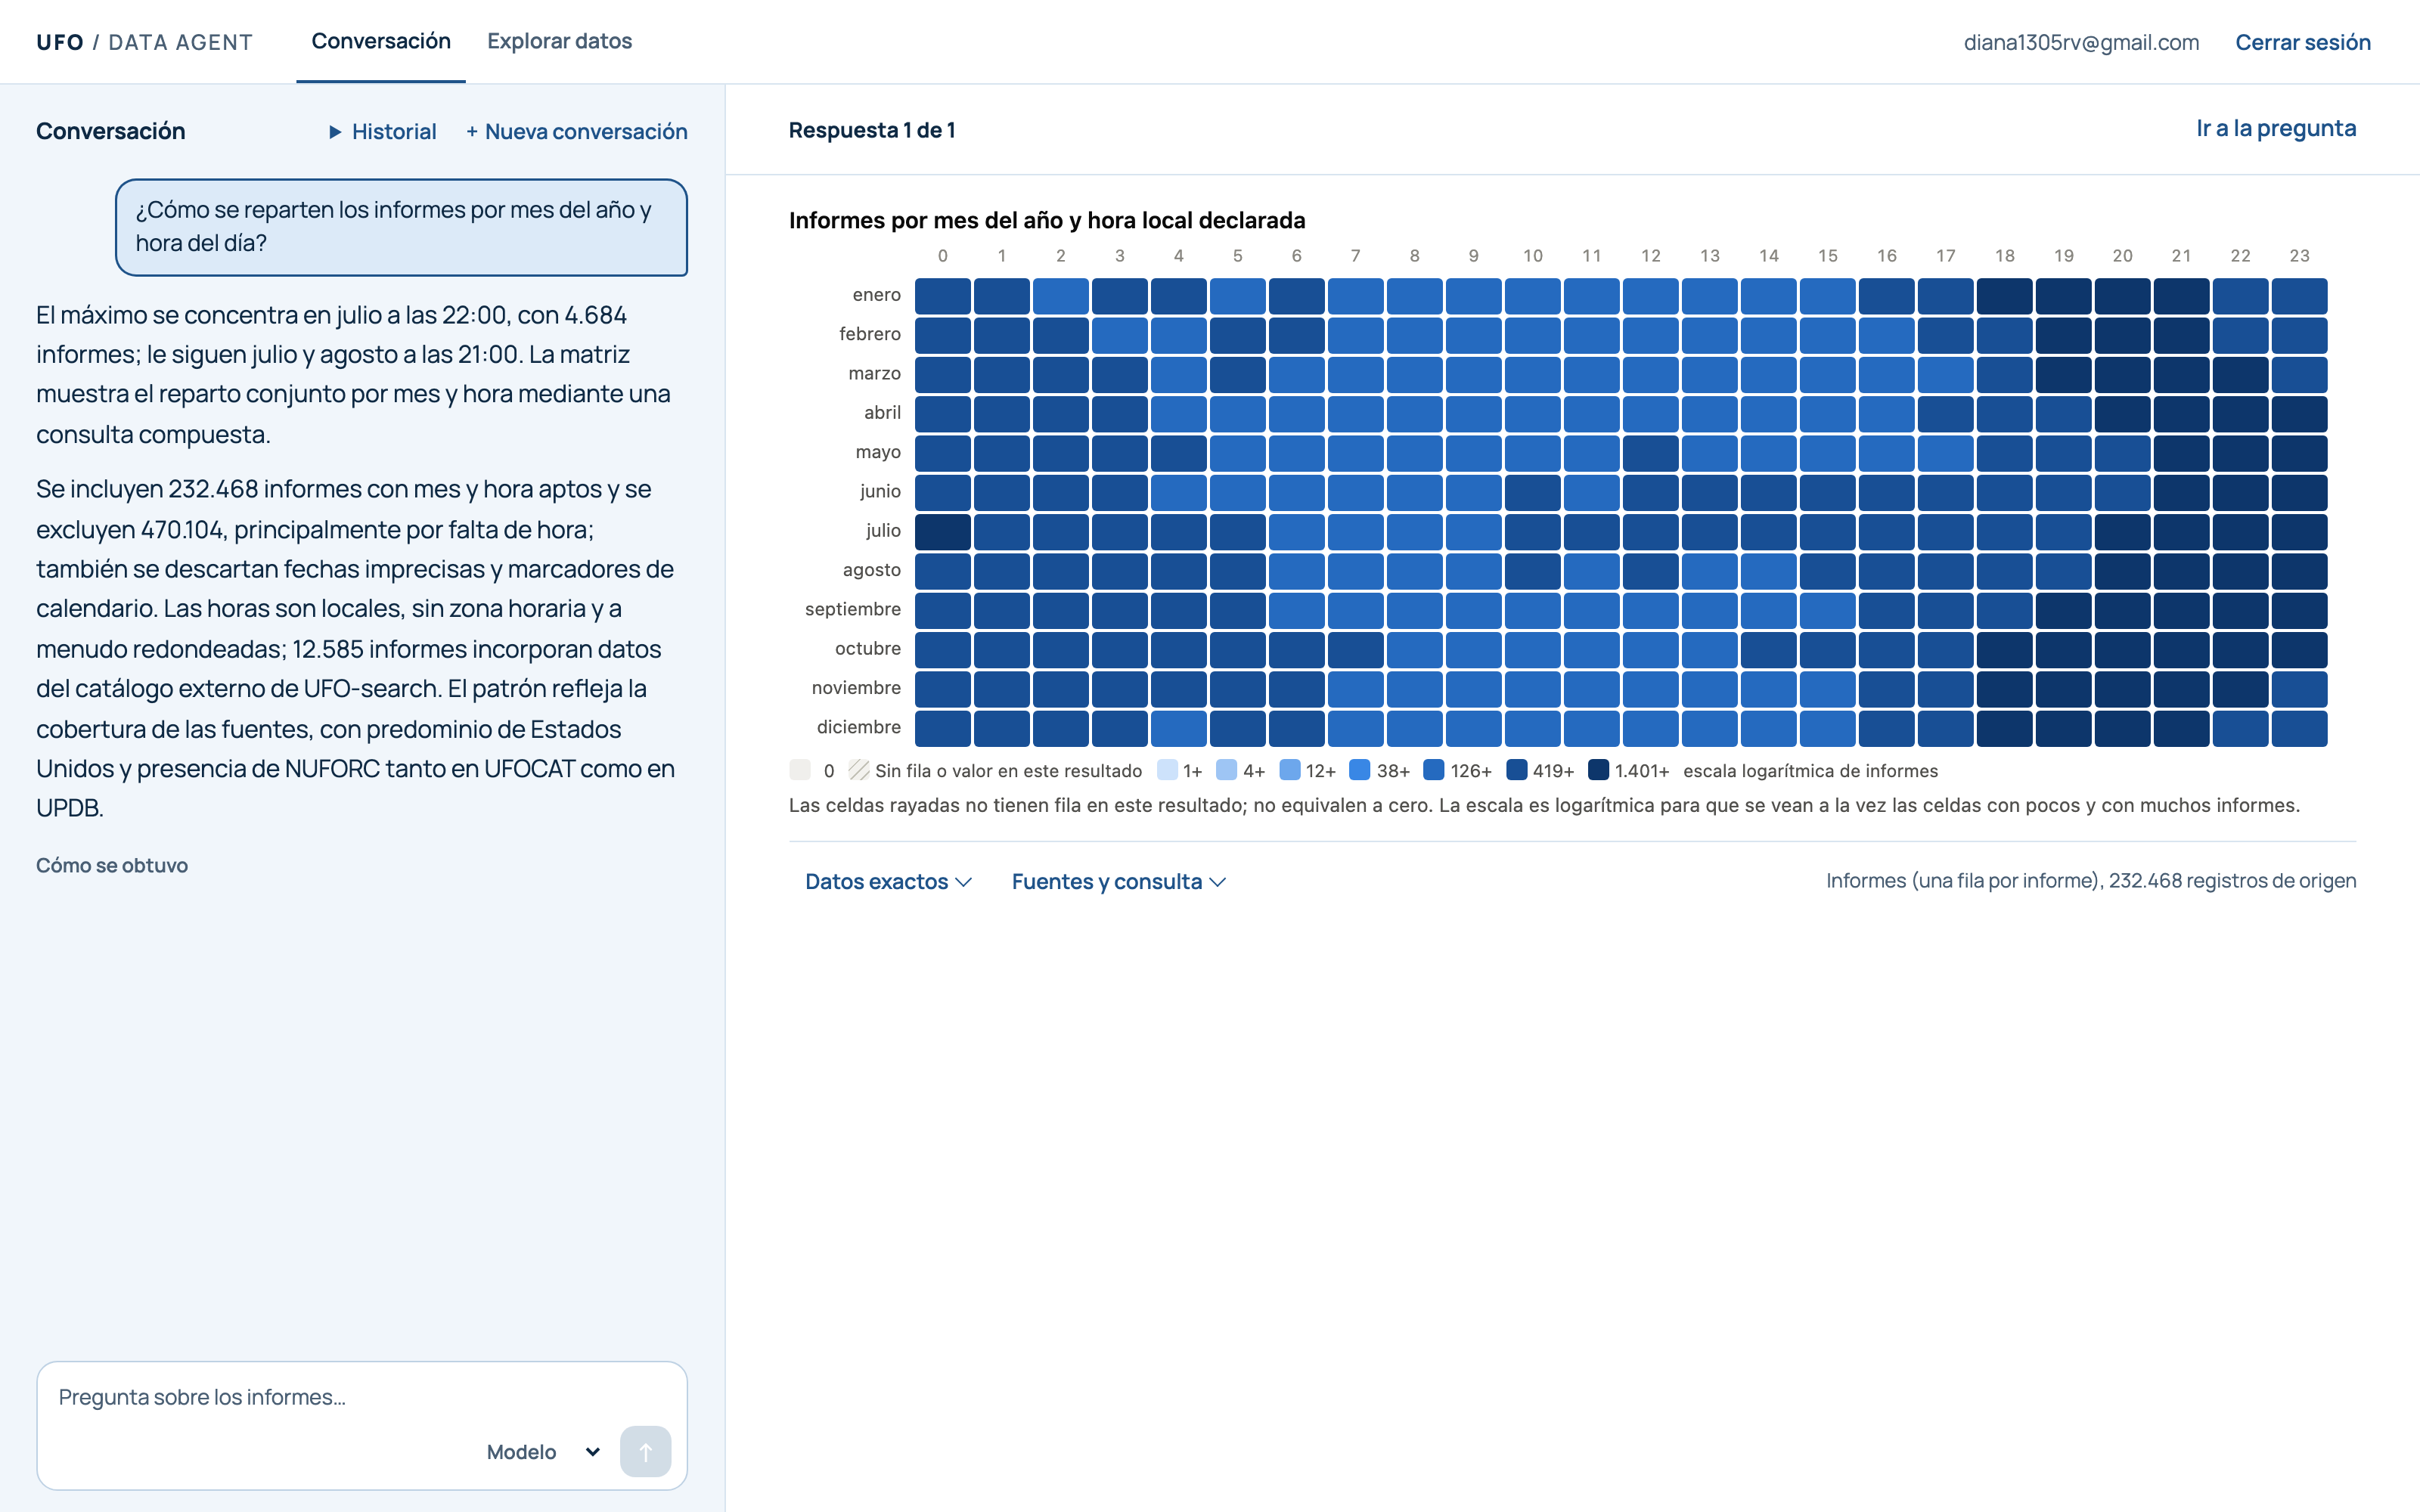 UFO / DATA AGENT
Conversación
Explorar datos
diana1305rv@gmail.com
Cerrar sesión
Conversación
Historial
+ Nueva conversación
¿Cómo se reparten los informes por mes del año y
hora del día?
El máximo se concentra en julio a las 22:00, con 4.684
informes; le siguen julio y agosto a las 21:00. La matriz
muestra el reparto conjunto por mes y hora mediante una
consulta compuesta.
Se incluyen 232.468 informes con mes y hora aptos y se
excluyen 470.104, principalmente por falta de hora;
también se descartan fechas imprecisas y marcadores de
calendario. Las horas son locales, sin zona horaria y a
menudo redondeadas; 12.585 informes incorporan datos
del catálogo externo de UFO-search. El patrón refleja la
cobertura de las fuentes, con predominio de Estados
Unidos y presencia de NUFORC tanto en UFOCAT como en
UPDB.
Cómo se obtuvo
Pregunta sobre los informes...
Modelo
Respuesta 1 de 1
Ir a la pregunta
Informes por mes del año y hora local declarada
0 1 2 3 4 5 6 7 8 9 10 11 12 13 14 15 16 17 18 19 20 21 22 23
enero
febrero
marzo
abril
mayo
junio
julio
agosto
septiembre
octubre
noviembre
diciembre
0 Sin fila o valor en este resultado 1+ 4+ 12+ 38+ 126+ 419+ 1.401+ escala logarítmica de informes
Las celdas rayadas no tienen fila en este resultado; no equivalen a cero. La escala es logarítmica para que se vean a la vez las celdas con pocos y con muchos informes.
Datos exactos
Fuentes y consulta
Informes (una fila por informe), 232.468 registros de origen